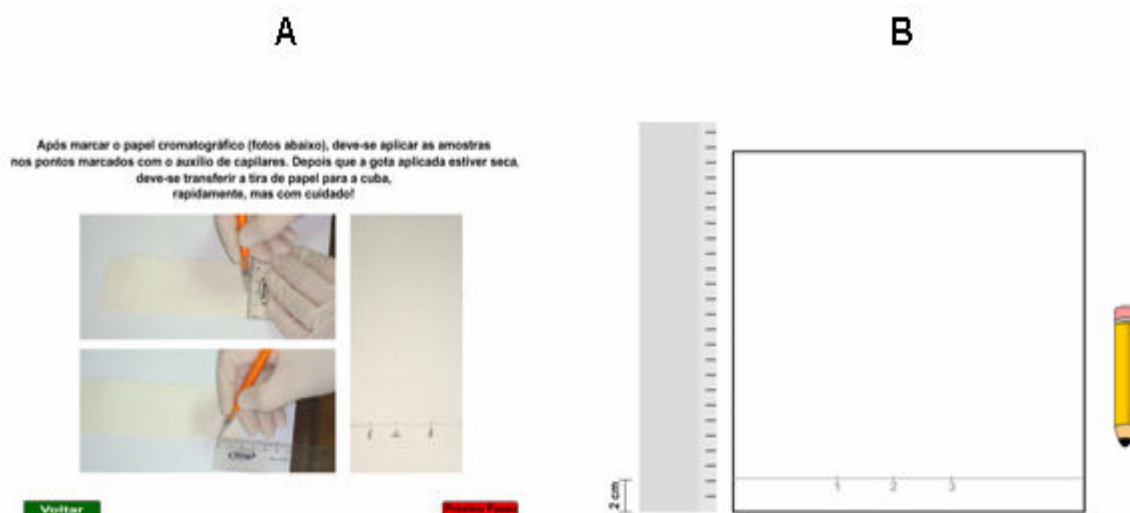 A
B
Após marcar o papel cromatográfico (fotos abaixo), deve-se aplicar as amostras
nos pontos marcados com o auxílio de capilares. Depois que a gota aplicada estiver seca,
deve-se transferir a tira de papel para a cuba,
rapidamente, mas com cuidado!
2 cm
1 2 3
Voltar